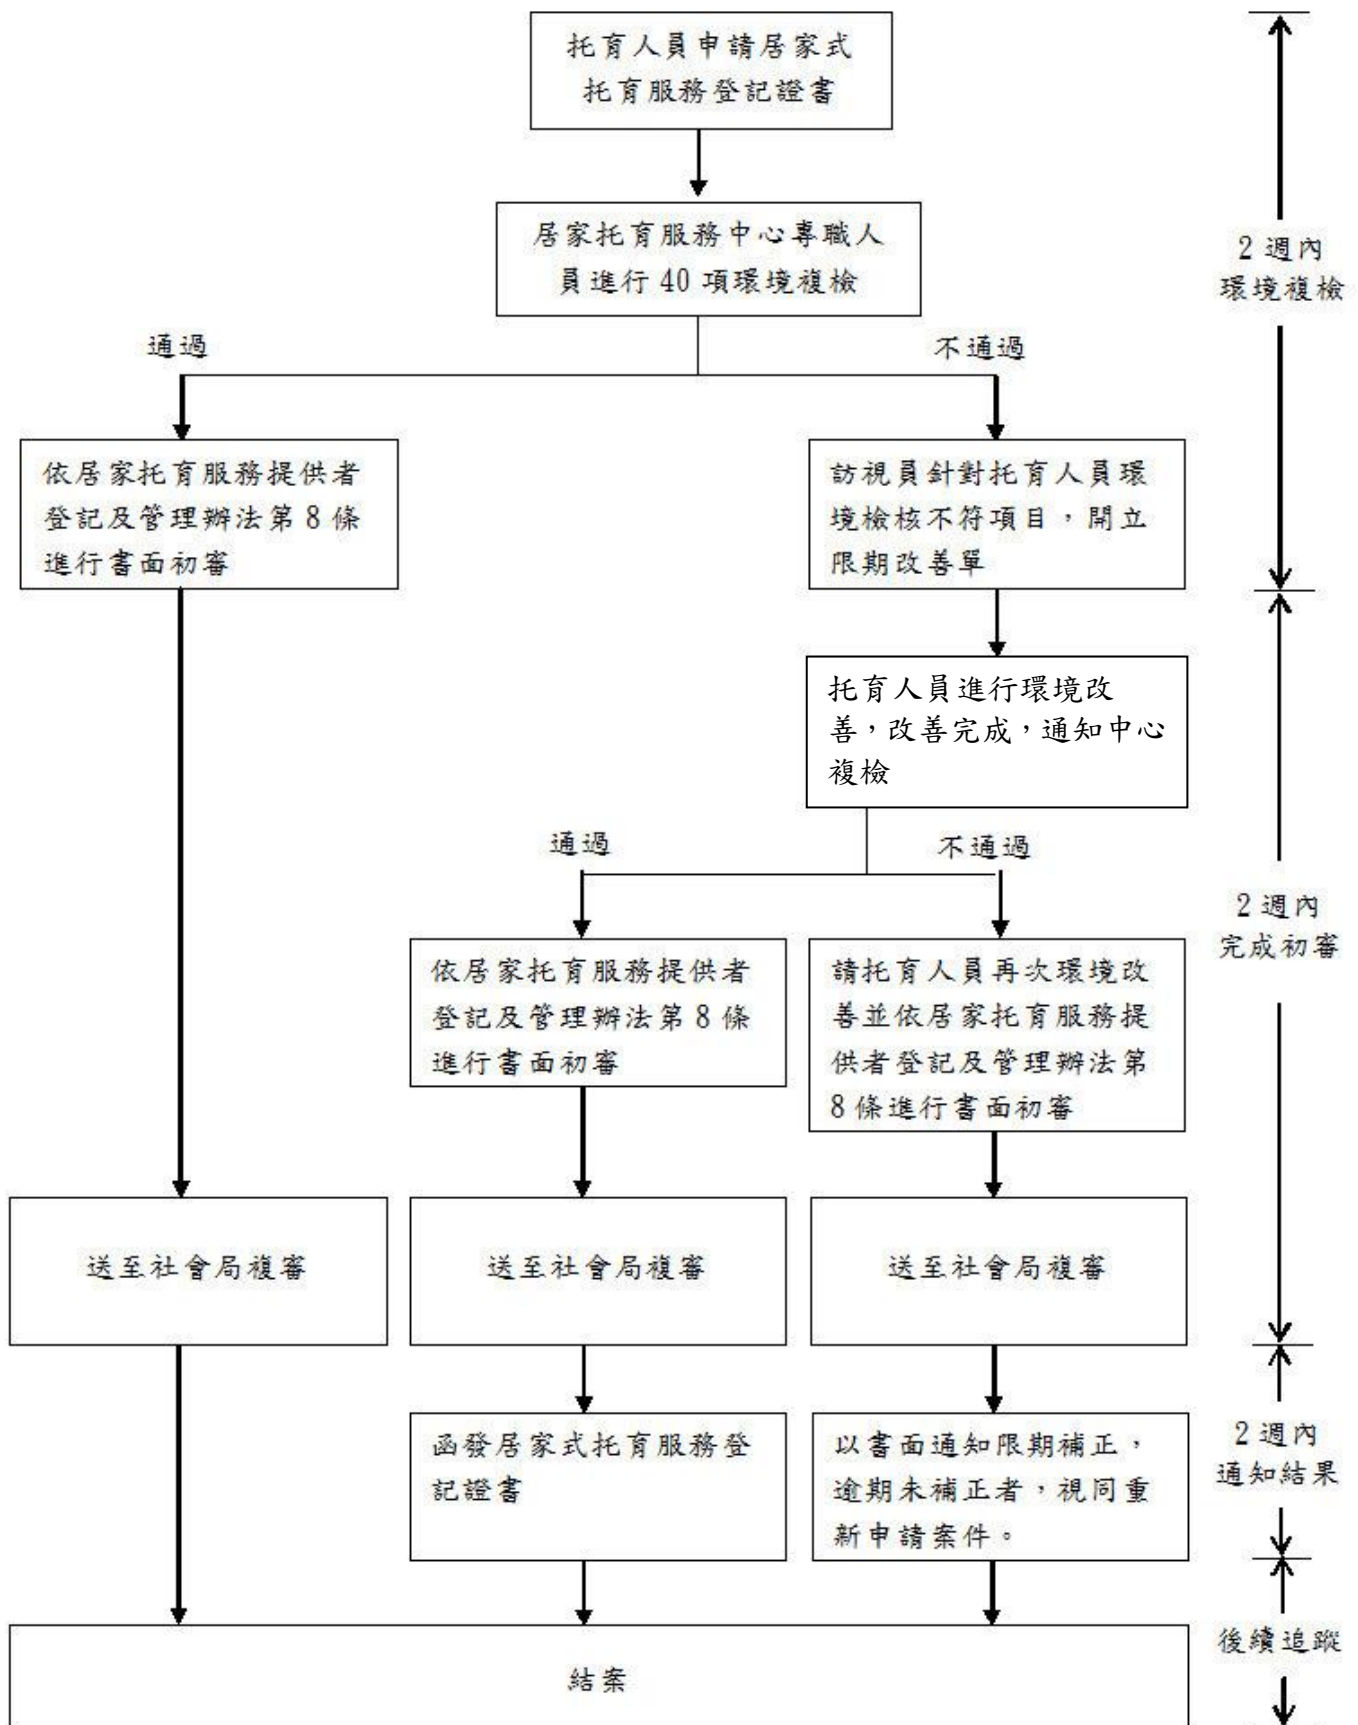 托育人員申請居家式
托育服務登記證書
居家托育服務中心專職人
員進行 40 項環境複檢
2 週內
環境複檢
通過
不通過
依居家托育服務提供者
登記及管理辦法第 8 條
進行書面初審
訪視員針對托育人員環
境檢核不符項目，開立
限期改善單
托育人員進行環境改
善，改善完成，通知中心
複檢
通過
不通過
2 週內
完成初審
依居家托育服務提供者
登記及管理辦法第 8 條
進行書面初審
請托育人員再次環境改
善並依居家托育服務提
供者登記及管理辦法第
8 條進行書面初審
送至社會局複審
送至社會局複審
送至社會局複審
函發居家式托育服務登
記證書
以書面通知限期補正，
逾期未補正者，視同重
新申請案件。
2 週內
通知結果
結案
後續追蹤